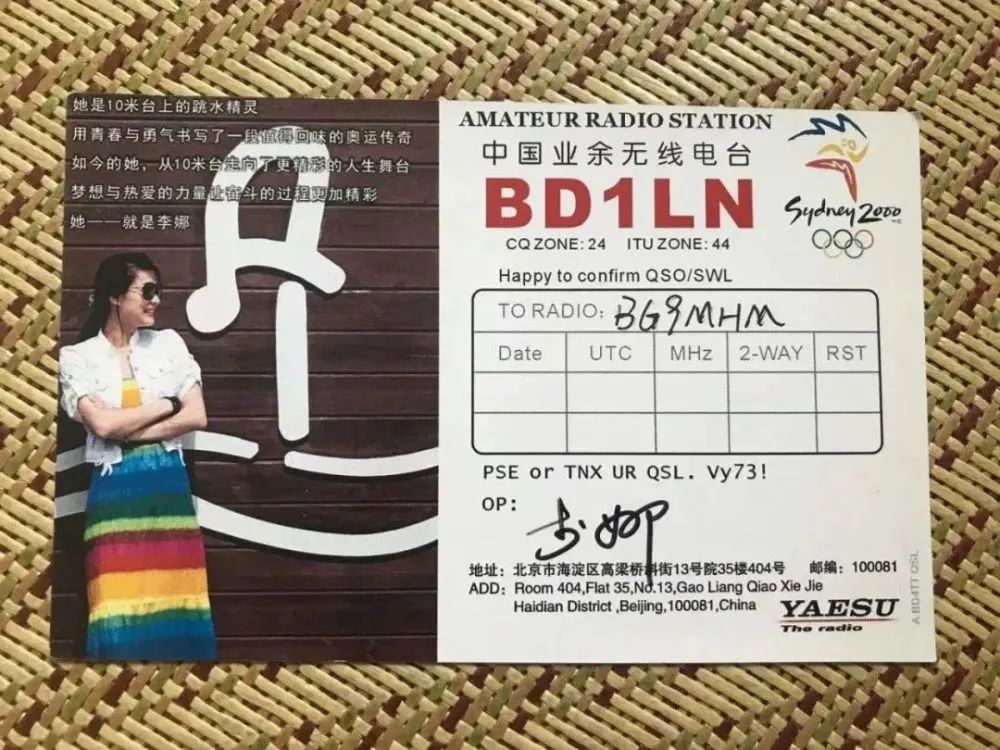 她是10米台上的跳水精灵
用青春与勇气书写了一段值得回味的奥运传奇
如今的她，从10米台走向了更精彩的人生舞台
梦想与热爱的力量让奋斗的过程更加精彩
她——就是李娜
AMATEUR RADIO STATION
中国业余无线电台
BD1LN
CQ ZONE: 24 ITU ZONE: 44
Sydney 2000
Happy to confirm QSO/SWL
TO RADIO: BG9MHM
Date UTC MHz 2-WAY RST
PSE or TNX UR QSL. Vy73!
OP: 李娜
地址: 北京市海淀区高梁桥斜街13号院35楼404号 邮编: 100081
ADD: Room 404,Flat 35,No.13,Gao Liang Qiao Xie Jie
Haidian District ,Beijing,100081,China
YAESU
The radio
A.BD4TT QSL